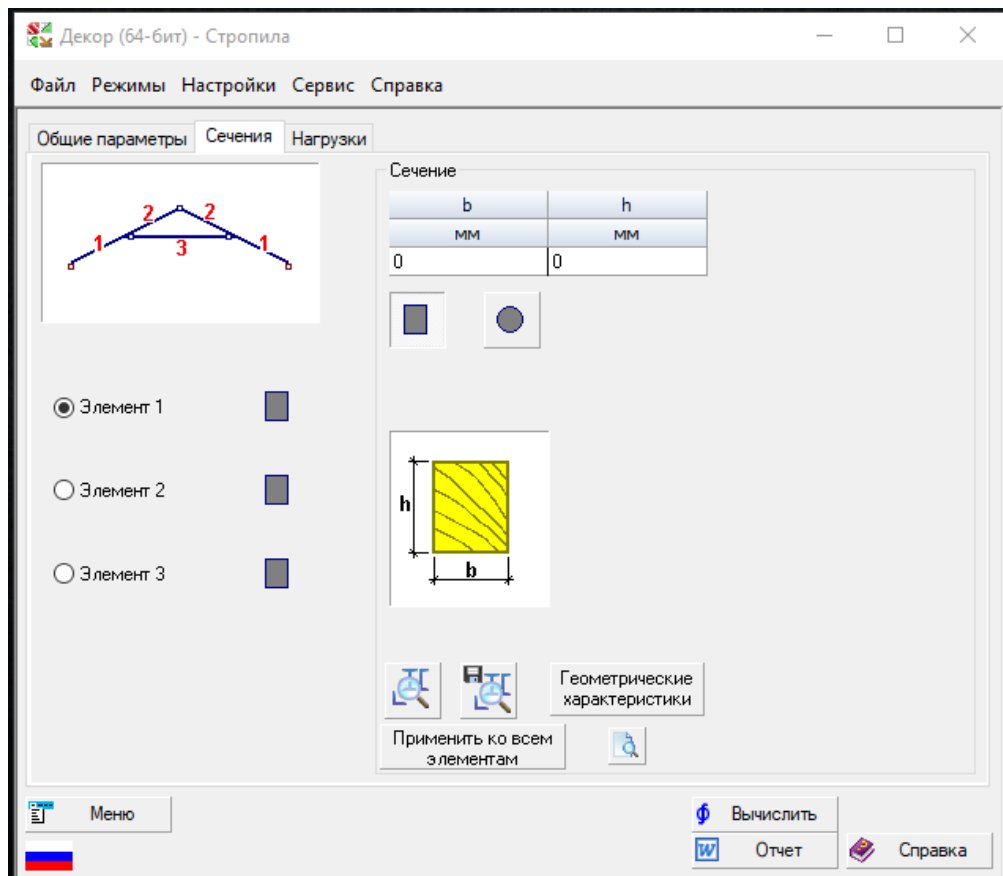 Декор (64-бит) - Стропила
Файл Режимы Настройки Сервис Справка
Общие параметры Сечения Нагрузки
2 2
1 3 1
Элемент 1
Элемент 2
Элемент 3
Сечение
b h
мм мм
0 0
h
b
Геометрические
характеристики
Применить ко всем
элементам
Меню
Вычислить
W Отчет
Справка